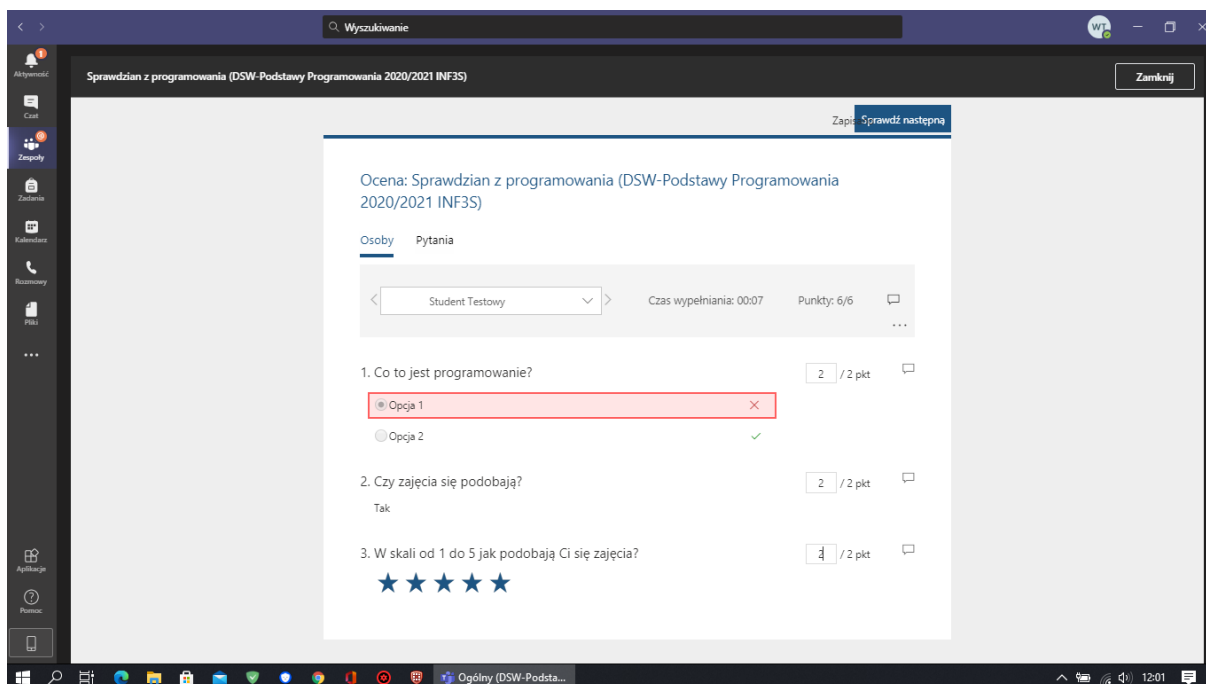 Wyszukiwanie
WT
1
Aktywność
Czat
Zespoły
Zadania
Kalendarz
Rozmowy
Pliki
Aplikacje
Pomoc
Sprawdzian z programowania (DSW-Podstawy Programowania 2020/2021 INF3S)
Zamknij
Zapis Sprawdź następną
Ocena: Sprawdzian z programowania (DSW-Podstawy Programowania
2020/2021 INF3S)
Osoby Pytania
Student Testowy Czas wypełniania: 00:07 Punkty: 6/6
1. Co to jest programowanie? 2 / 2 pkt
Opcja 1
Opcja 2
2. Czy zajęcia się podobają? 2 / 2 pkt
Tak
3. W skali od 1 do 5 jak podobają Ci się zajęcia? 2 / 2 pkt
Ogólny (DSW-Podsta...
12:01